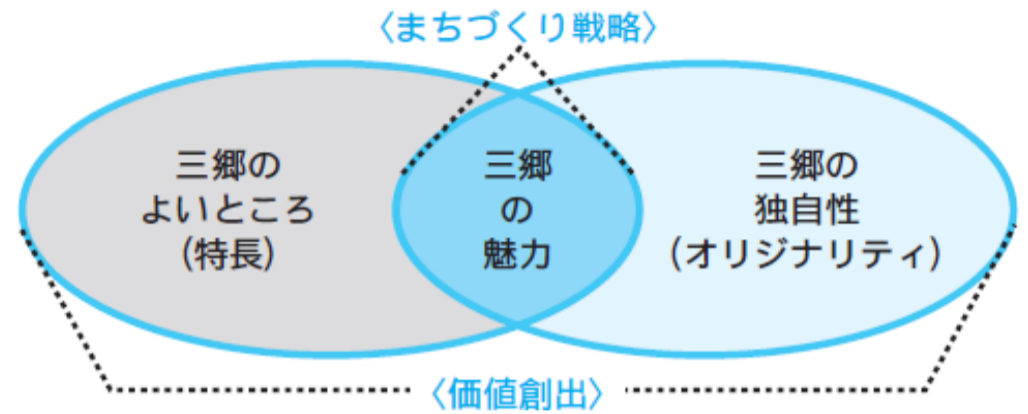 〈まちづくり戦略〉
三郷の
よいところ
(特長)
三郷
の
魅力
三郷の
独自性
(オリジナリティ)
〈価値創出〉